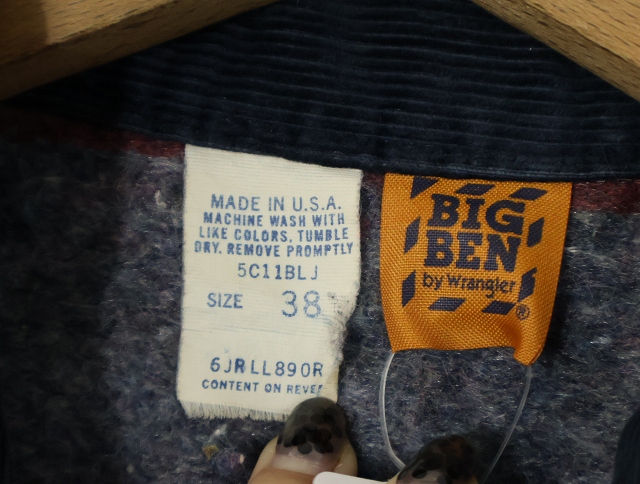 MADE IN U.S.A.
MACHINE WASH WITH
LIKE COLORS, TUMBLE
DRY. REMOVE PROMPTLY
5C11BLJ
SIZE 38
6JRLL890R
CONTENT ON REVE
BIG
BEN
by Wrangler
®